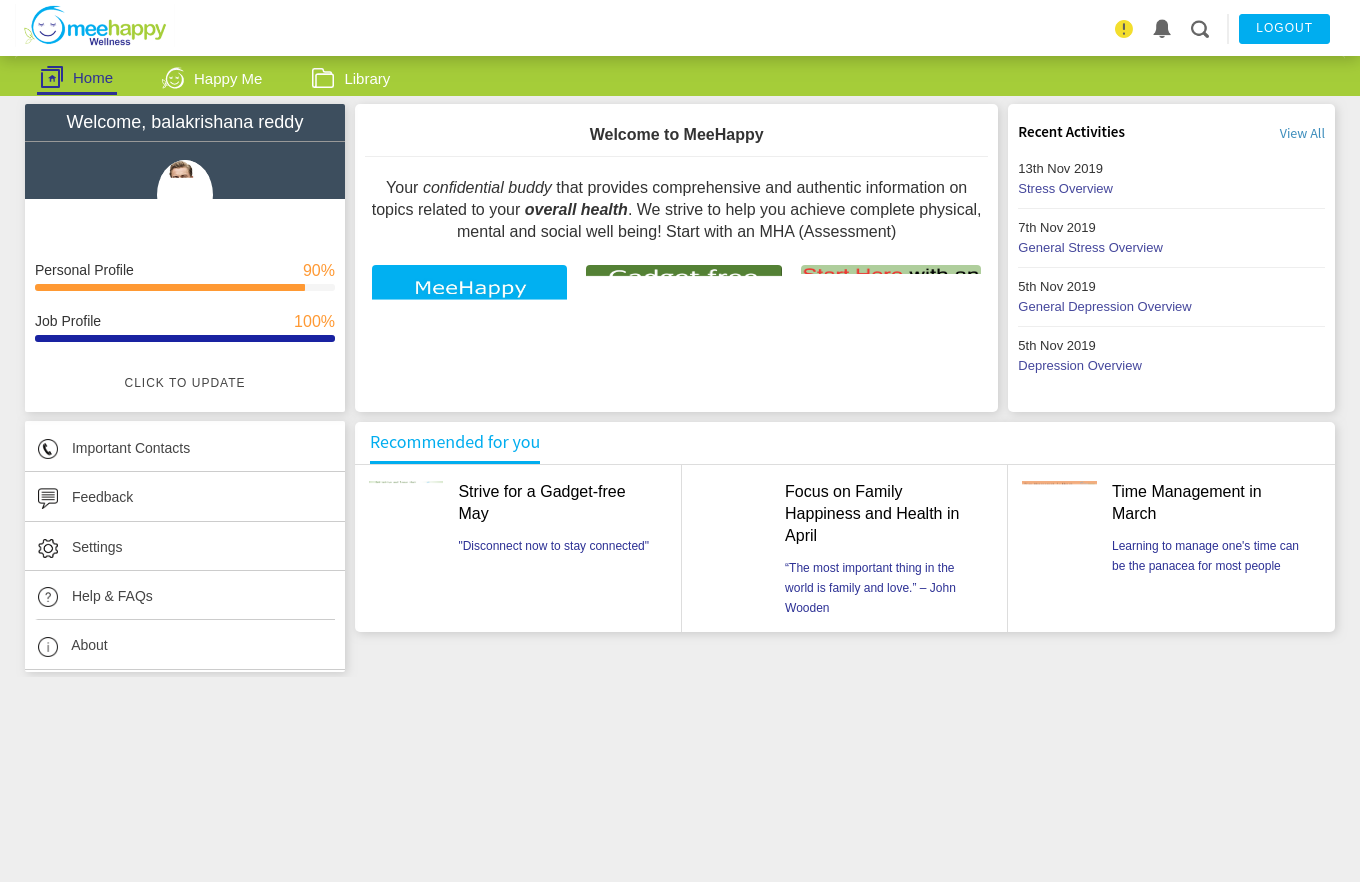 meehappy
Wellness
LOGOUT
Home
Happy Me
Library
Welcome, balakrishana reddy
Personal Profile 90%
Job Profile 100%
CLICK TO UPDATE
Important Contacts
Feedback
Settings
Help & FAQs
About
Welcome to MeeHappy
Your confidential buddy that provides comprehensive and authentic information on
topics related to your overall health. We strive to help you achieve complete physical,
mental and social well being! Start with an MHA (Assessment)
MeeHappy
Gadget-free
Start Here with an
Recent Activities View All
13th Nov 2019
Stress Overview
7th Nov 2019
General Stress Overview
5th Nov 2019
General Depression Overview
5th Nov 2019
Depression Overview
Recommended for you
Strive for a Gadget-free
May
"Disconnect now to stay connected"
Focus on Family
Happiness and Health in
April
“The most important thing in the
world is family and love.” – John
Wooden
Time Management in
March
Learning to manage one's time can
be the panacea for most people